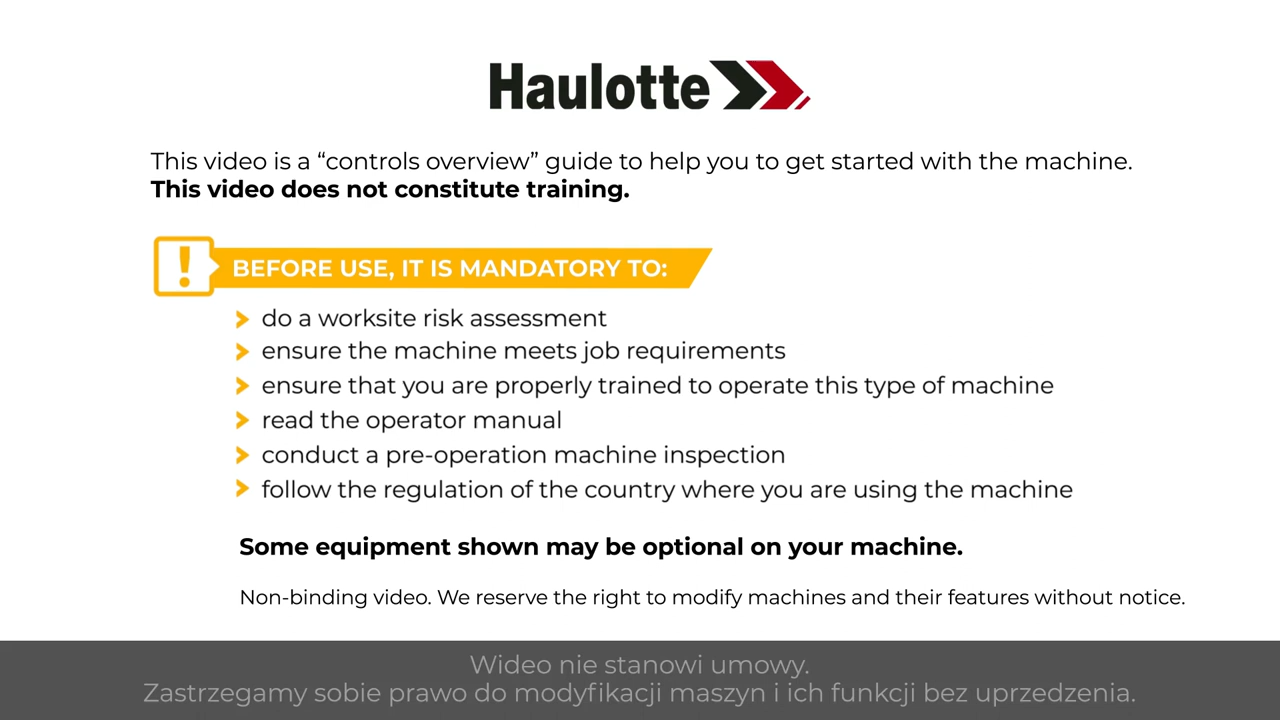 Haulotte
This video is a “controls overview” guide to help you to get started with the machine.
This video does not constitute training.
! BEFORE USE, IT IS MANDATORY TO:
do a worksite risk assessment
ensure the machine meets job requirements
ensure that you are properly trained to operate this type of machine
read the operator manual
conduct a pre-operation machine inspection
follow the regulation of the country where you are using the machine
Some equipment shown may be optional on your machine.
Non-binding video. We reserve the right to modify machines and their features without notice.
Wideo nie stanowi umowy.
Zastrzegamy sobie prawo do modyfikacji maszyn i ich funkcji bez uprzedzenia.